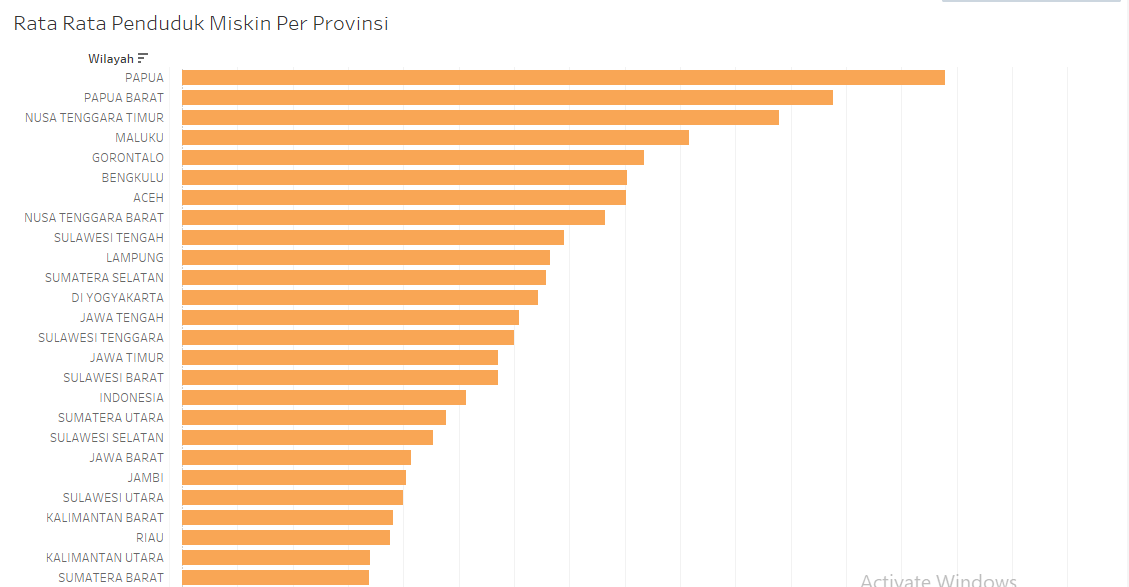 Rata Rata Penduduk Miskin Per Provinsi
Wilayah
PAPUA
PAPUA BARAT
NUSA TENGGARA TIMUR
MALUKU
GORONTALO
BENGKULU
ACEH
NUSA TENGGARA BARAT
SULAWESI TENGAH
LAMPUNG
SUMATERA SELATAN
DI YOGYAKARTA
JAWA TENGAH
SULAWESI TENGGARA
JAWA TIMUR
SULAWESI BARAT
INDONESIA
SUMATERA UTARA
SULAWESI SELATAN
JAWA BARAT
JAMBI
SULAWESI UTARA
KALIMANTAN BARAT
RIAU
KALIMANTAN UTARA
SUMATERA BARAT
Activate Windows